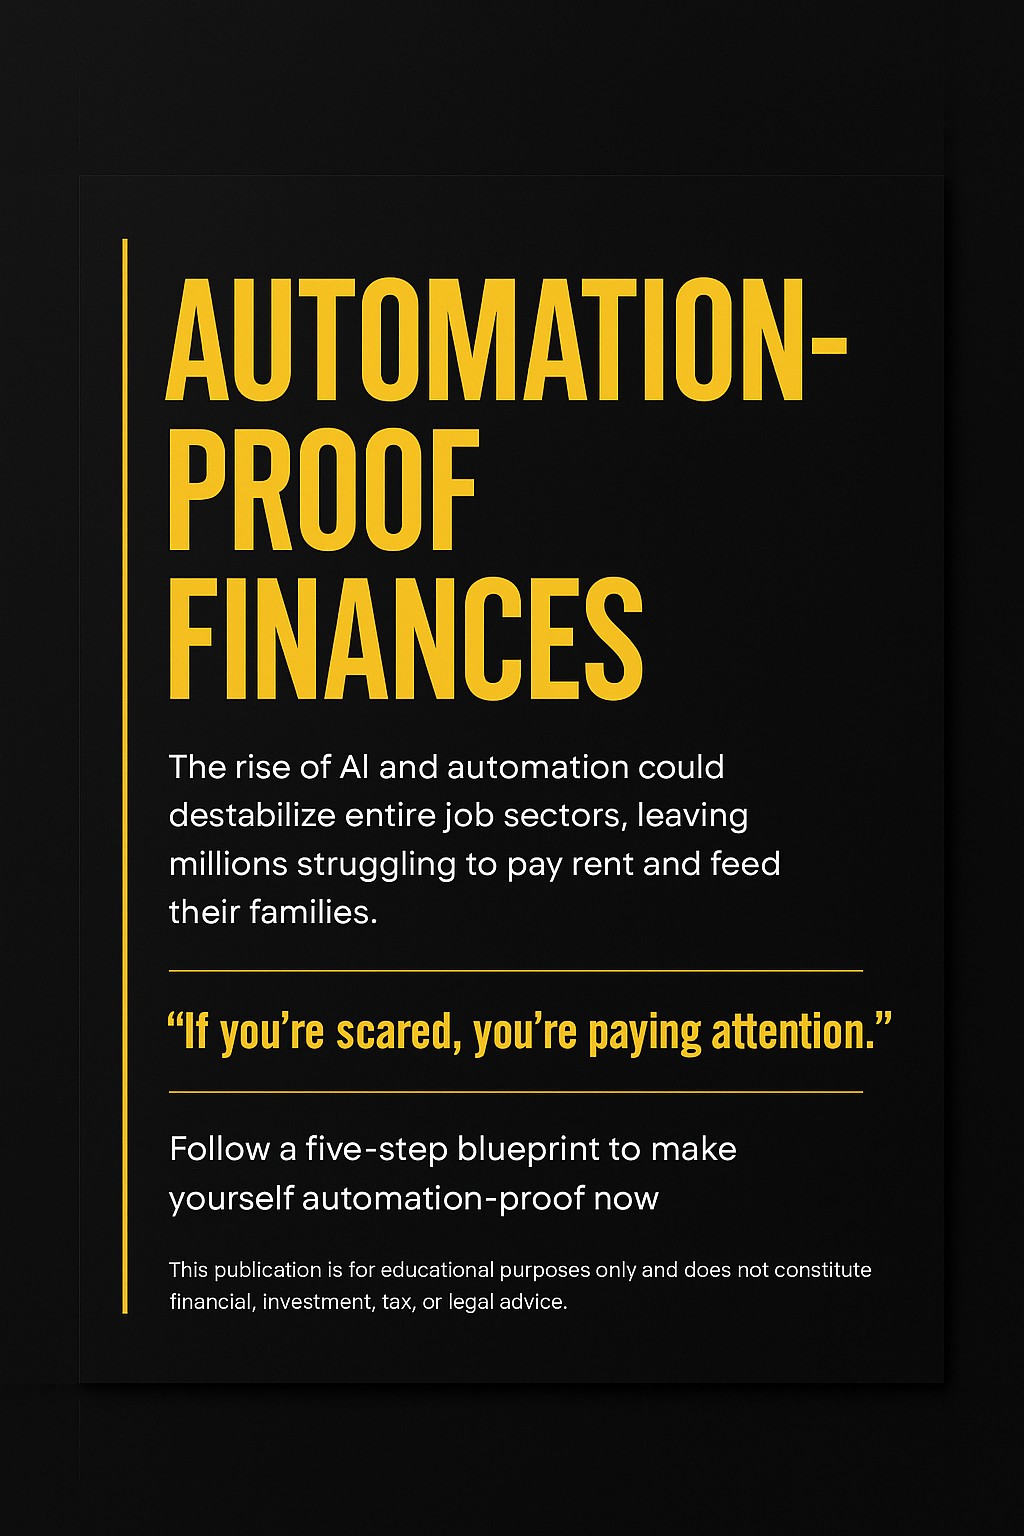 AUTOMATION-
PROOF
FINANCES
The rise of AI and automation could
destabilize entire job sectors, leaving
millions struggling to pay rent and feed
their families.
“If you’re scared, you’re paying attention.”
Follow a five-step blueprint to make
yourself automation-proof now
This publication is for educational purposes only and does not constitute
financial, investment, tax, or legal advice.